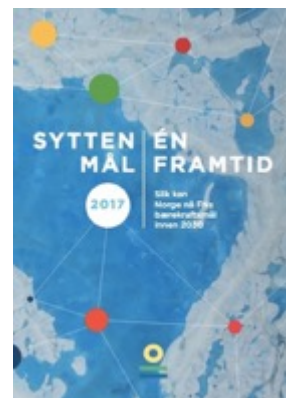 SYTTEN
MÅL
ÉN
FRAMTID
2017
Slik kan
Norge nå FNs
bærekraftsmål
innen 2030